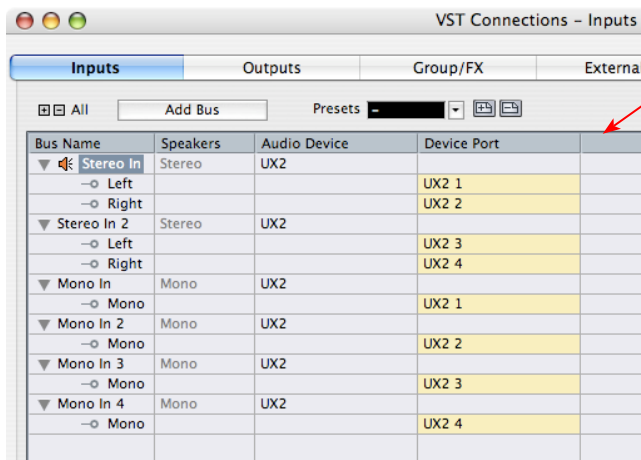 VST Connections – Inputs
Inputs Outputs Group/FX Externa
All Add Bus Presets –
Bus Name Speakers Audio Device Device Port
Stereo In Stereo UX2
Left UX2 1
Right UX2 2
Stereo In 2 Stereo UX2
Left UX2 3
Right UX2 4
Mono In Mono UX2
Mono UX2 1
Mono In 2 Mono UX2
Mono UX2 2
Mono In 3 Mono UX2
Mono UX2 3
Mono In 4 Mono UX2
Mono UX2 4